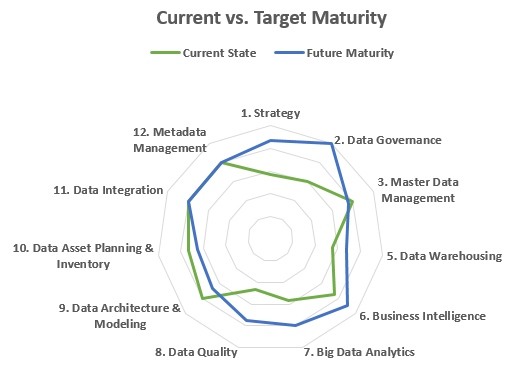 Current vs. Target Maturity
Current State
Future Maturity
1. Strategy
2. Data Governance
3. Master Data
Management
5. Data Warehousing
6. Business Intelligence
7. Big Data Analytics
8. Data Quality
9. Data Architecture &
Modeling
10. Data Asset Planning &
Inventory
11. Data Integration
12. Metadata
Management